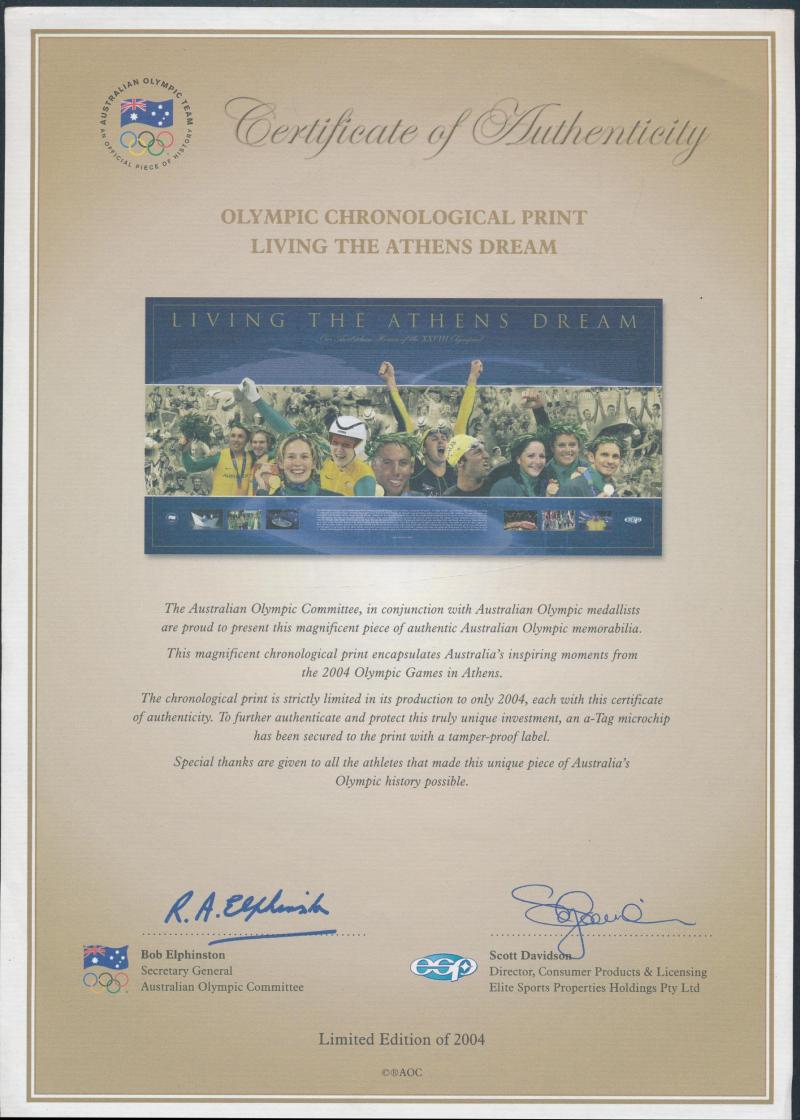 AUSTRALIAN OLYMPIC TEAM
AN OFFICIAL PIECE OF HISTORY
Certificate of Authenticity
OLYMPIC CHRONOLOGICAL PRINT
LIVING THE ATHENS DREAM
LIVING THE ATHENS DREAM
The Australian Olympic Committee, in conjunction with Australian Olympic medallists
are proud to present this magnificent piece of authentic Australian Olympic memorabilia.
This magnificent chronological print encapsulates Australia's inspiring moments from
the 2004 Olympic Games in Athens.
The chronological print is strictly limited in its production to only 2004, each with this certificate
of authenticity. To further authenticate and protect this truly unique investment, an a-Tag microchip
has been secured to the print with a tamper-proof label.
Special thanks are given to all the athletes that made this unique piece of Australia's
Olympic history possible.
R. A. Elphinston
Bob Elphinston
Secretary General
Australian Olympic Committee
esp
Scott Davidson
Director, Consumer Products & Licensing
Elite Sports Properties Holdings Pty Ltd
Limited Edition of 2004
©®AOC